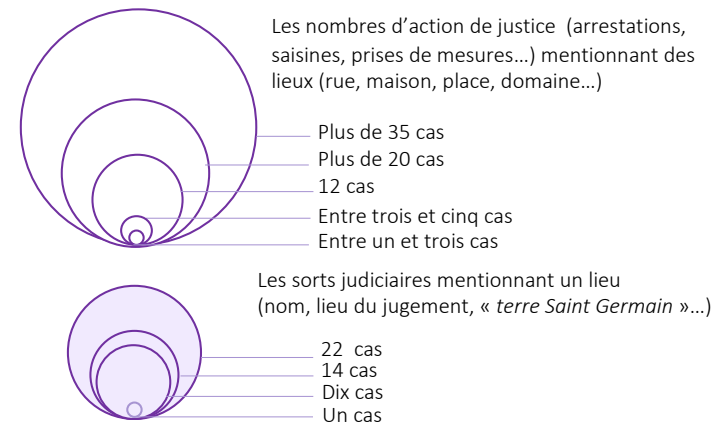 Les nombres d’action de justice (arrestations,
saisines, prises de mesures…) mentionnant des
lieux (rue, maison, place, domaine…)
Plus de 35 cas
Plus de 20 cas
12 cas
Entre trois et cinq cas
Entre un et trois cas
Les sorts judiciaires mentionnant un lieu
(nom, lieu du jugement, « terre Saint Germain »…)
22 cas
14 cas
Dix cas
Un cas